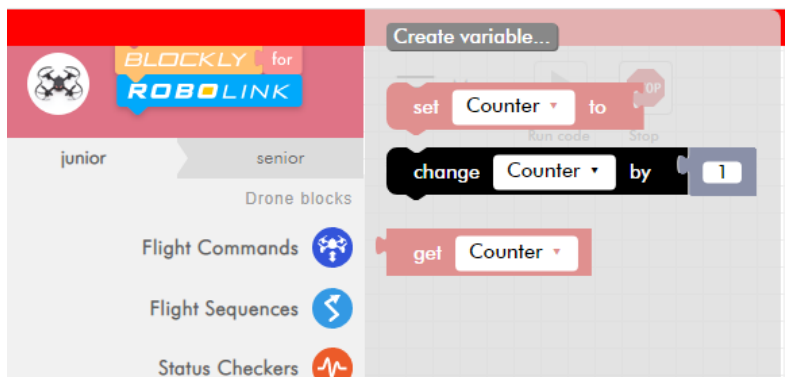 BLOCKLY for
ROBOLINK
junior
senior
Drone blocks
Flight Commands
Flight Sequences
Status Checkers
Create variable...
set Counter to
Run code
Stop
change Counter by 1
get Counter